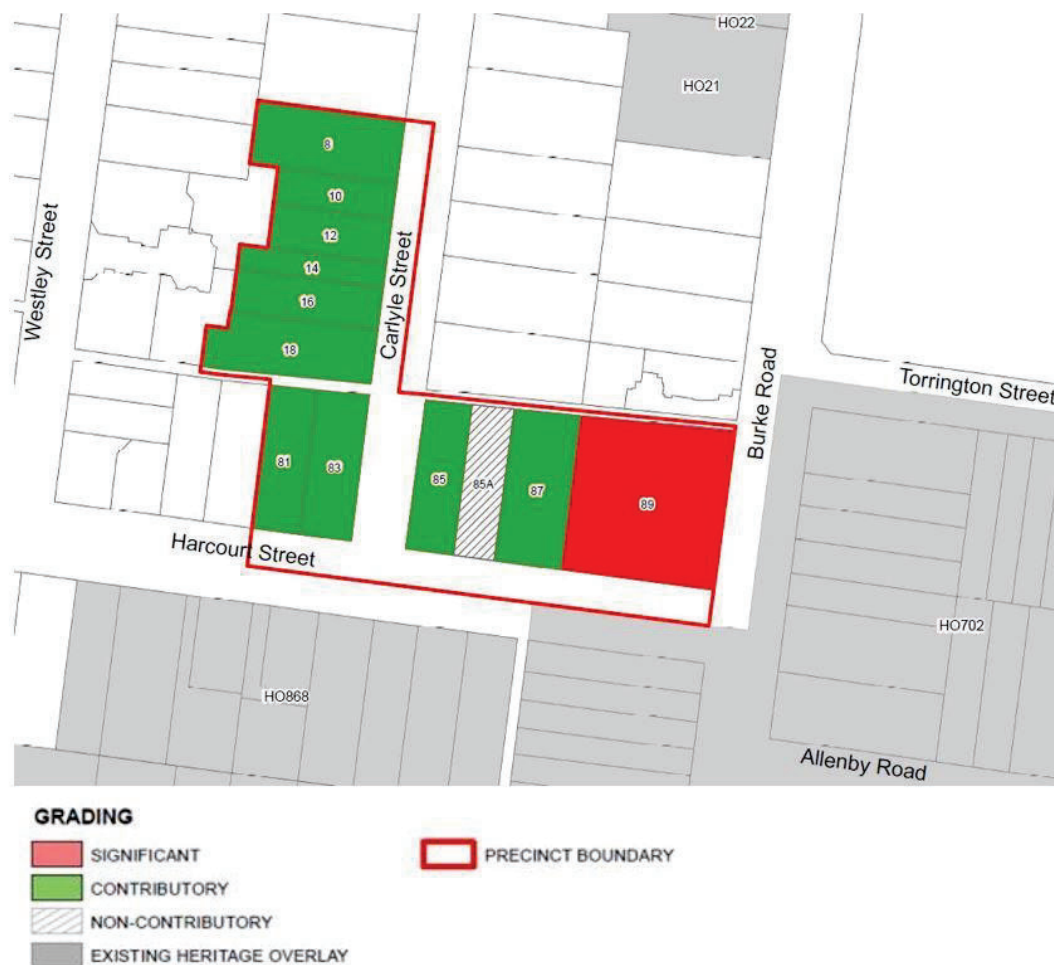 HO22
HO21
8
10
12
14
16
18
Westley Street
Carlyle Street
Burke Road
Torrington Street
81
83
85
85A
87
89
Harcourt Street
HO702
HO868
Allenby Road
GRADING
SIGNIFICANT
PRECINCT BOUNDARY
CONTRIBUTORY
NON-CONTRIBUTORY
EXISTING HERITAGE OVERLAY